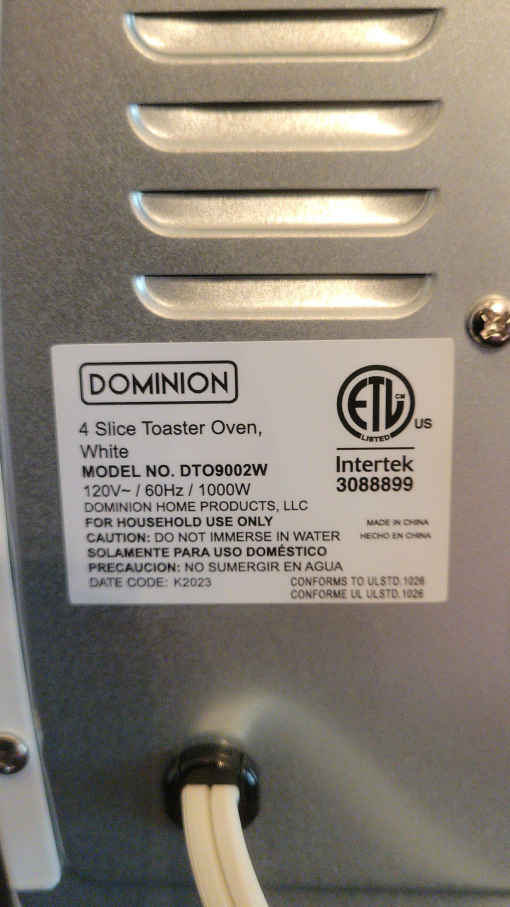 DOMINION
4 Slice Toaster Oven,
White
MODEL NO. DTO9002W
120V~ / 60Hz / 1000W
DOMINION HOME PRODUCTS, LLC
FOR HOUSEHOLD USE ONLY
CAUTION: DO NOT IMMERSE IN WATER
SOLAMENTE PARA USO DOMÉSTICO
PRECAUCION: NO SUMERGIR EN AGUA
DATE CODE: K2023
ETL CM
LISTED
US
Intertek
3088899
MADE IN CHINA
HECHO EN CHINA
CONFORMS TO ULSTD.1026
CONFORME UL ULSTD.1026